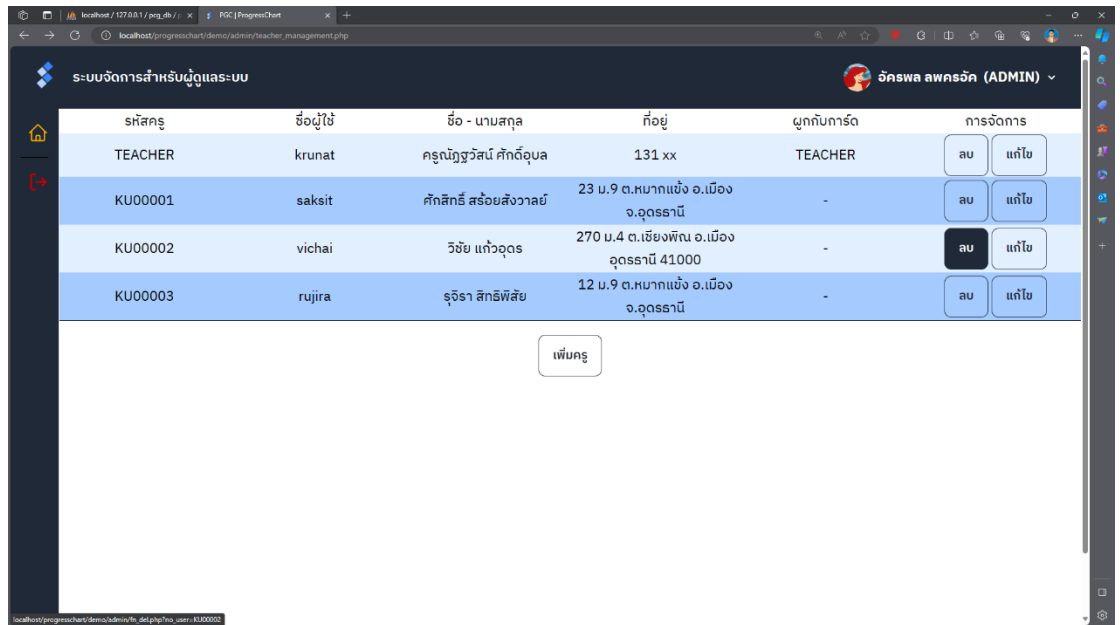 localhost / 127.0.0.1 / pcg_db / p
PGC | ProgressChart
localhost/progresschart/demo/admin/teacher_management.php
ระบบจัดการสำหรับผู้ดูแลระบบ
อัครพล ลพครอัค (ADMIN)
รหัสครู ชื่อผู้ใช้ ชื่อ - นามสกุล ที่อยู่ ผูกกับการ์ด การจัดการ
TEACHER krunat ครูณัฏฐวัสน์ ศักดิ์อุบล 131 xx TEACHER ลบ แก้ไข
KU00001 saksit ศักสิทธิ์ สร้อยสังวาลย์ 23 ม.9 ต.หมากแข้ง อ.เมือง - ลบ แก้ไข
จ.อุดรธานี
KU00002 vichai วิชัย แก้วอุดร 270 ม.4 ต.เชียงพิณ อ.เมือง - ลบ แก้ไข
อุดรธานี 41000
KU00003 rujira รุจิรา สิทธิพิสัย 12 ม.9 ต.หมากแข้ง อ.เมือง - ลบ แก้ไข
จ.อุดรธานี
เพิ่มครู
localhost/progresschart/demo/admin/fn_del.php?no_user=KU00002